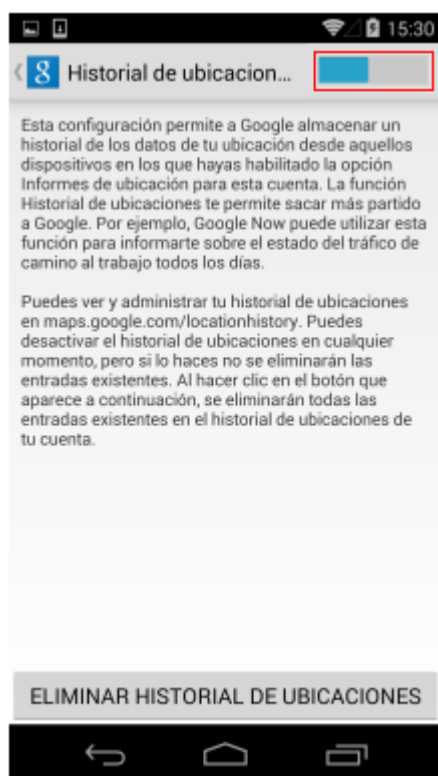 15:30
8 Historial de ubicacion...
Esta configuración permite a Google almacenar un
historial de los datos de tu ubicación desde aquellos
dispositivos en los que hayas habilitado la opción
Informes de ubicación para esta cuenta. La función
Historial de ubicaciones te permite sacar más partido
a Google. Por ejemplo, Google Now puede utilizar esta
función para informarte sobre el estado del tráfico de
camino al trabajo todos los días.
Puedes ver y administrar tu historial de ubicaciones
en maps.google.com/locationhistory. Puedes
desactivar el historial de ubicaciones en cualquier
momento, pero si lo haces no se eliminarán las
entradas existentes. Al hacer clic en el botón que
aparece a continuación, se eliminarán todas las
entradas existentes en el historial de ubicaciones de
tu cuenta.
ELIMINAR HISTORIAL DE UBICACIONES